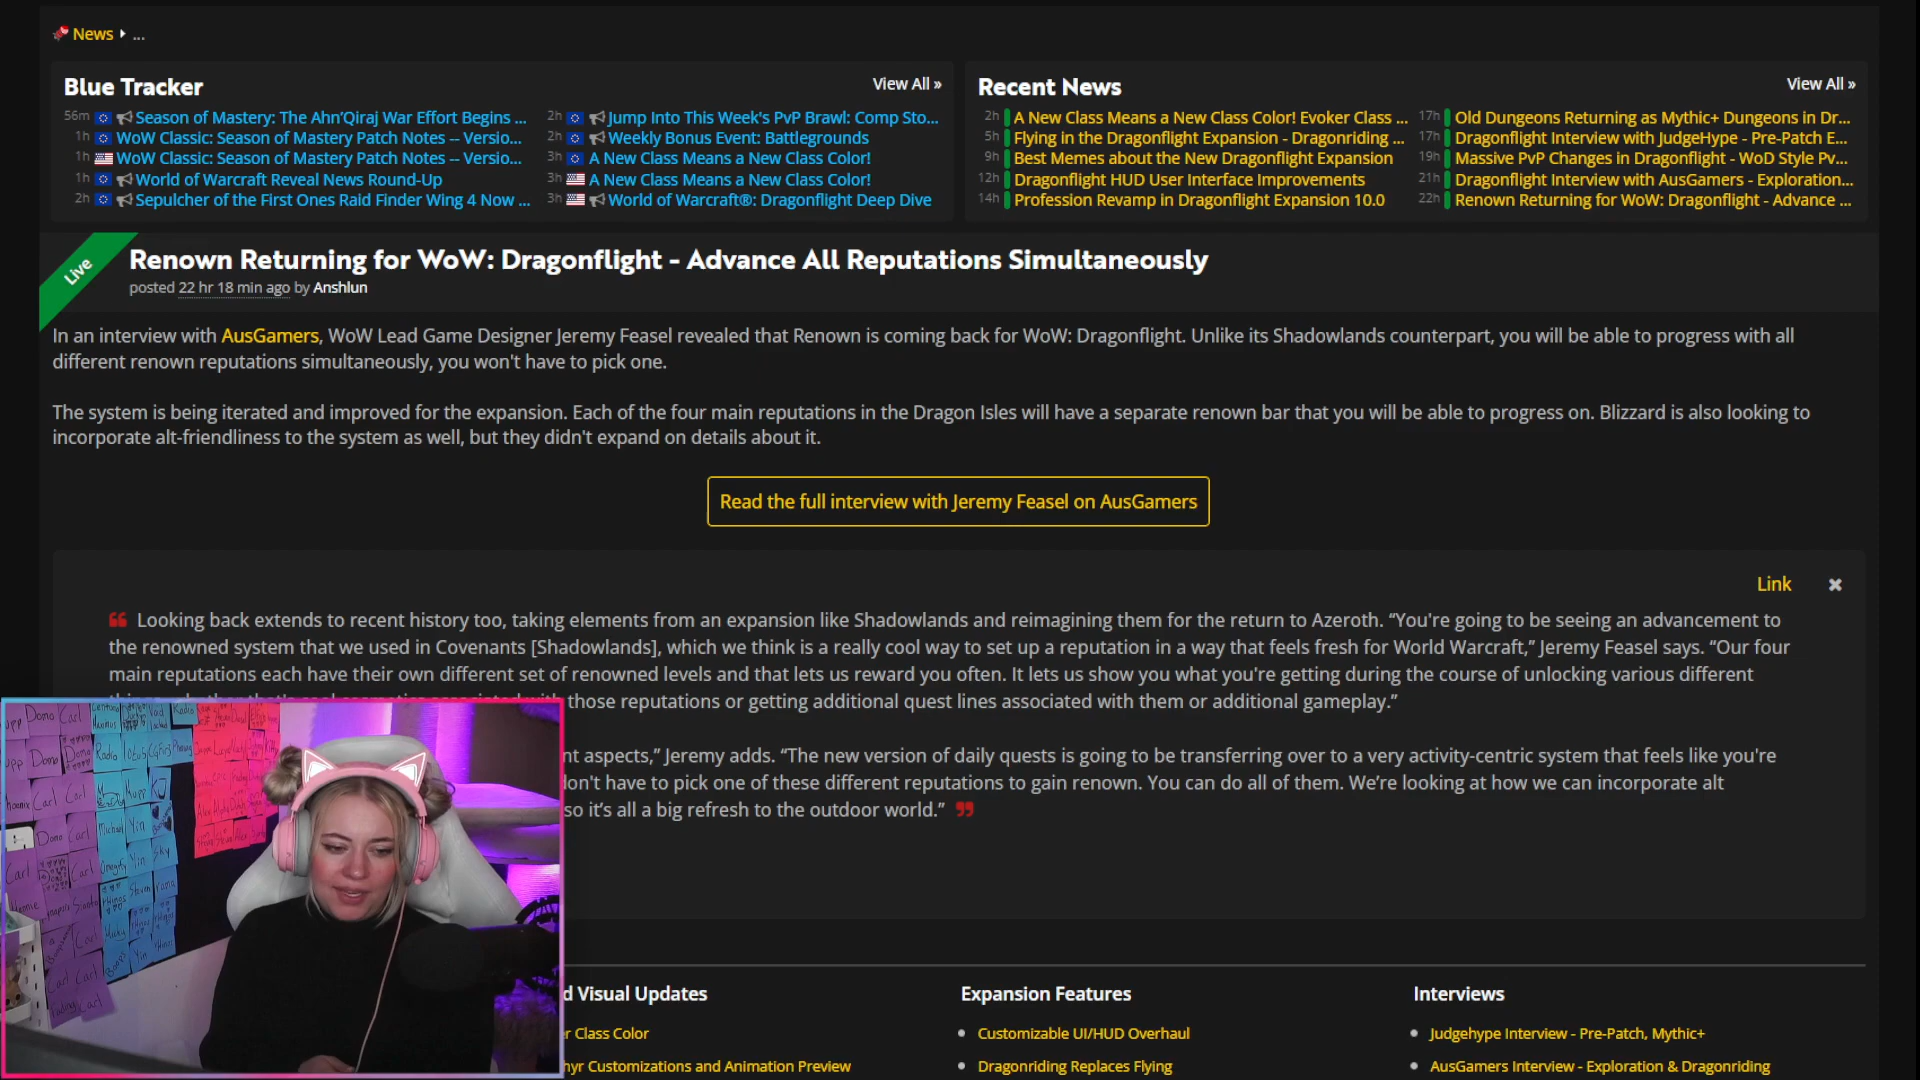 News ...
Blue Tracker
View All »
56m Season of Mastery: The Ahn'Qiraj War Effort Begins ...
1h WoW Classic: Season of Mastery Patch Notes -- Versio...
1h WoW Classic: Season of Mastery Patch Notes -- Versio...
1h World of Warcraft Reveal News Round-Up
2h Sepulcher of the First Ones Raid Finder Wing 4 Now ...
2h Jump Into This Week's PvP Brawl: Comp Sto...
2h Weekly Bonus Event: Battlegrounds
3h A New Class Means a New Class Color!
3h A New Class Means a New Class Color!
3h World of Warcraft®: Dragonflight Deep Dive
Recent News
View All »
2h A New Class Means a New Class Color! Evoker Class ...
5h Flying in the Dragonflight Expansion - Dragonriding ...
9h Best Memes about the New Dragonflight Expansion
12h Dragonflight HUD User Interface Improvements
14h Profession Revamp in Dragonflight Expansion 10.0
17h Old Dungeons Returning as Mythic+ Dungeons in Dr...
17h Dragonflight Interview with JudgeHype - Pre-Patch E...
19h Massive PvP Changes in Dragonflight - WoD Style Pv...
21h Dragonflight Interview with AusGamers - Exploration...
22h Renown Returning for WoW: Dragonflight - Advance ...
Live
Renown Returning for WoW: Dragonflight - Advance All Reputations Simultaneously
posted 22 hr 18 min ago by Anshlun
In an interview with AusGamers, WoW Lead Game Designer Jeremy Feasel revealed that Renown is coming back for WoW: Dragonflight. Unlike its Shadowlands counterpart, you will be able to progress with all
different renown reputations simultaneously, you won't have to pick one.
The system is being iterated and improved for the expansion. Each of the four main reputations in the Dragon Isles will have a separate renown bar that you will be able to progress on. Blizzard is also looking to
incorporate alt-friendliness to the system as well, but they didn't expand on details about it.
Read the full interview with Jeremy Feasel on AusGamers
Link
Looking back extends to recent history too, taking elements from an expansion like Shadowlands and reimagining them for the return to Azeroth. “You're going to be seeing an advancement to
the renowned system that we used in Covenants [Shadowlands], which we think is a really cool way to set up a reputation in a way that feels fresh for World Warcraft,” Jeremy Feasel says. “Our four
main reputations each have their own different set of renowned levels and that lets us reward you often. It lets us show you what you're getting during the course of unlocking various different
those reputations or getting additional quest lines associated with them or additional gameplay.”
nt aspects,” Jeremy adds. “The new version of daily quests is going to be transferring over to a very activity-centric system that feels like you're
don't have to pick one of these different reputations to gain renown. You can do all of them. We’re looking at how we can incorporate alt
so it’s all a big refresh to the outdoor world.”
d Visual Updates
r Class Color
hyr Customizations and Animation Preview
Expansion Features
Customizable UI/HUD Overhaul
Dragonriding Replaces Flying
Interviews
Judgehype Interview - Pre-Patch, Mythic+
AusGamers Interview - Exploration & Dragonriding
Domo Carl
Domo
Carl Carl
Domo Carl
Carl
Radio
Michael Yin
Yin Sky
Steven
Yin